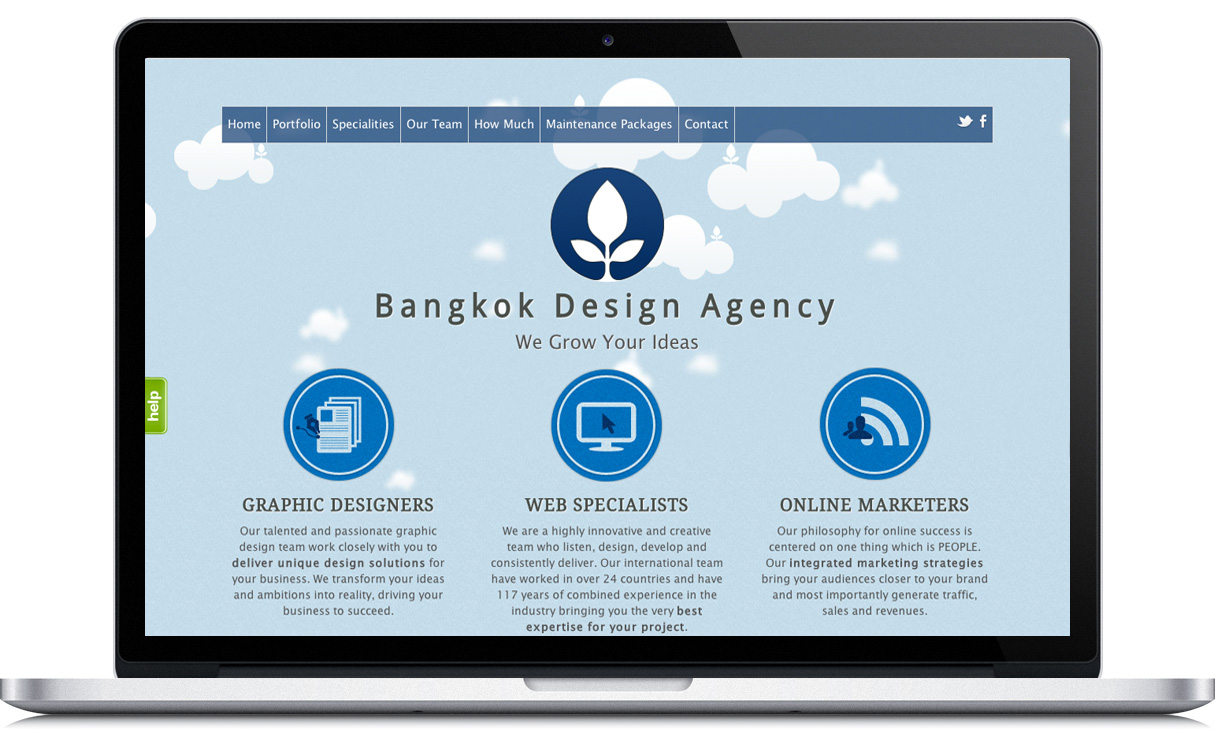 Home Portfolio Specialities Our Team How Much Maintenance Packages Contact
Bangkok Design Agency
We Grow Your Ideas
help
GRAPHIC DESIGNERS
Our talented and passionate graphic
design team work closely with you to
deliver unique design solutions for
your business. We transform your ideas
and ambitions into reality, driving your
business to succeed.
WEB SPECIALISTS
We are a highly innovative and creative
team who listen, design, develop and
consistently deliver. Our international team
have worked in over 24 countries and have
117 years of combined experience in the
industry bringing you the very best
expertise for your project.
ONLINE MARKETERS
Our philosophy for online success is
centered on one thing which is PEOPLE.
Our integrated marketing strategies
bring your audiences closer to your brand
and most importantly generate traffic,
sales and revenues.